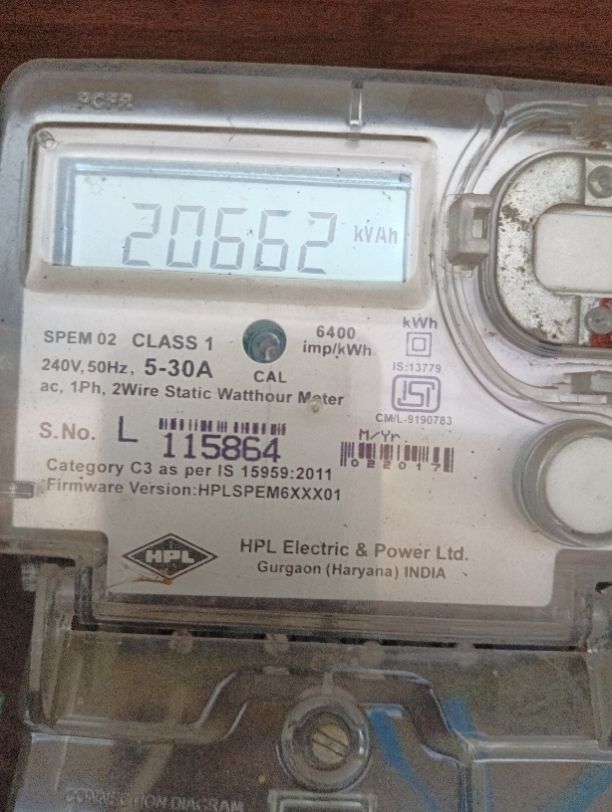 20662 kVAh
SPEM 02 CLASS 1
6400
imp/kWh
kWh
240V, 50Hz, 5-30A
CAL
IS:13779
ac, 1Ph, 2Wire Static Watthour Meter
ISI
CM/L-9190783
S.No. L 115864
M/Yr.
022017
Category C3 as per IS 15959:2011
Firmware Version:HPLSPEM6XXX01
HPL
HPL Electric & Power Ltd.
Gurgaon (Haryana) INDIA
CONNECTION DIAGRAM